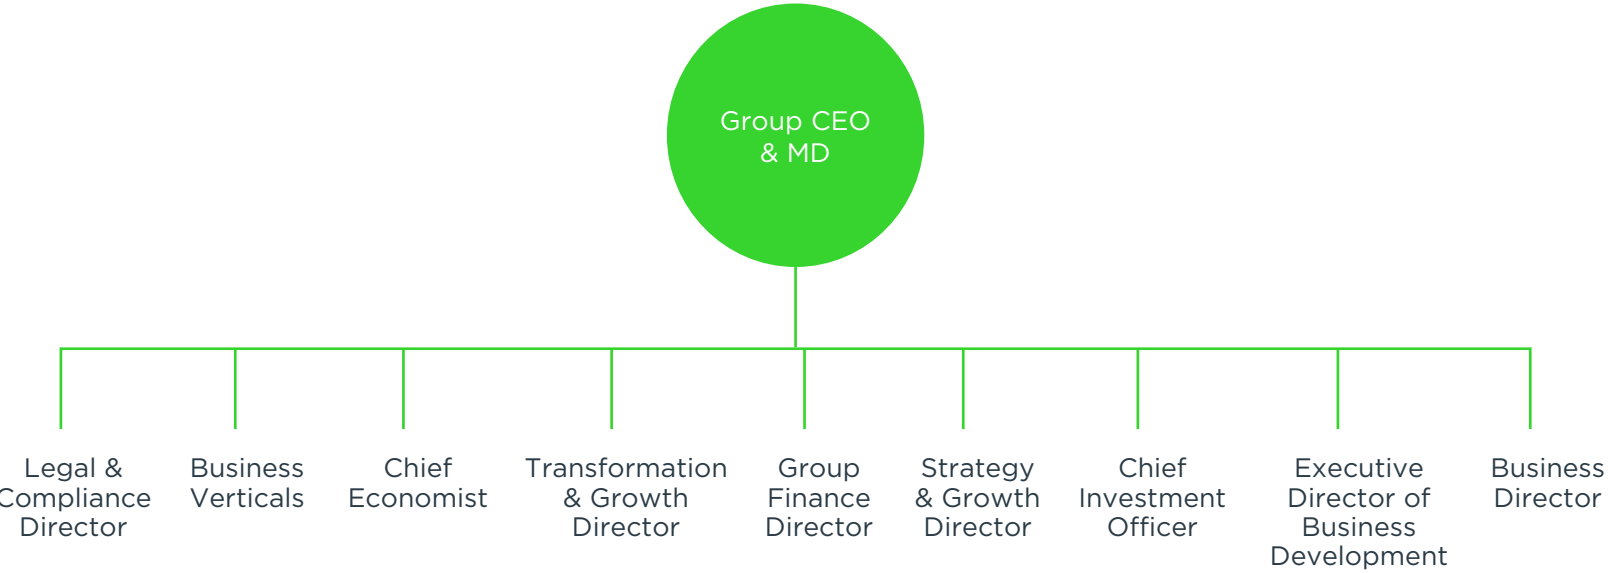 Group CEO
& MD
Legal &
Compliance
Director
Business
Verticals
Chief
Economist
Transformation
& Growth
Director
Group
Finance
Director
Strategy
& Growth
Director
Chief
Investment
Officer
Executive
Director of
Business
Development
Business
Director